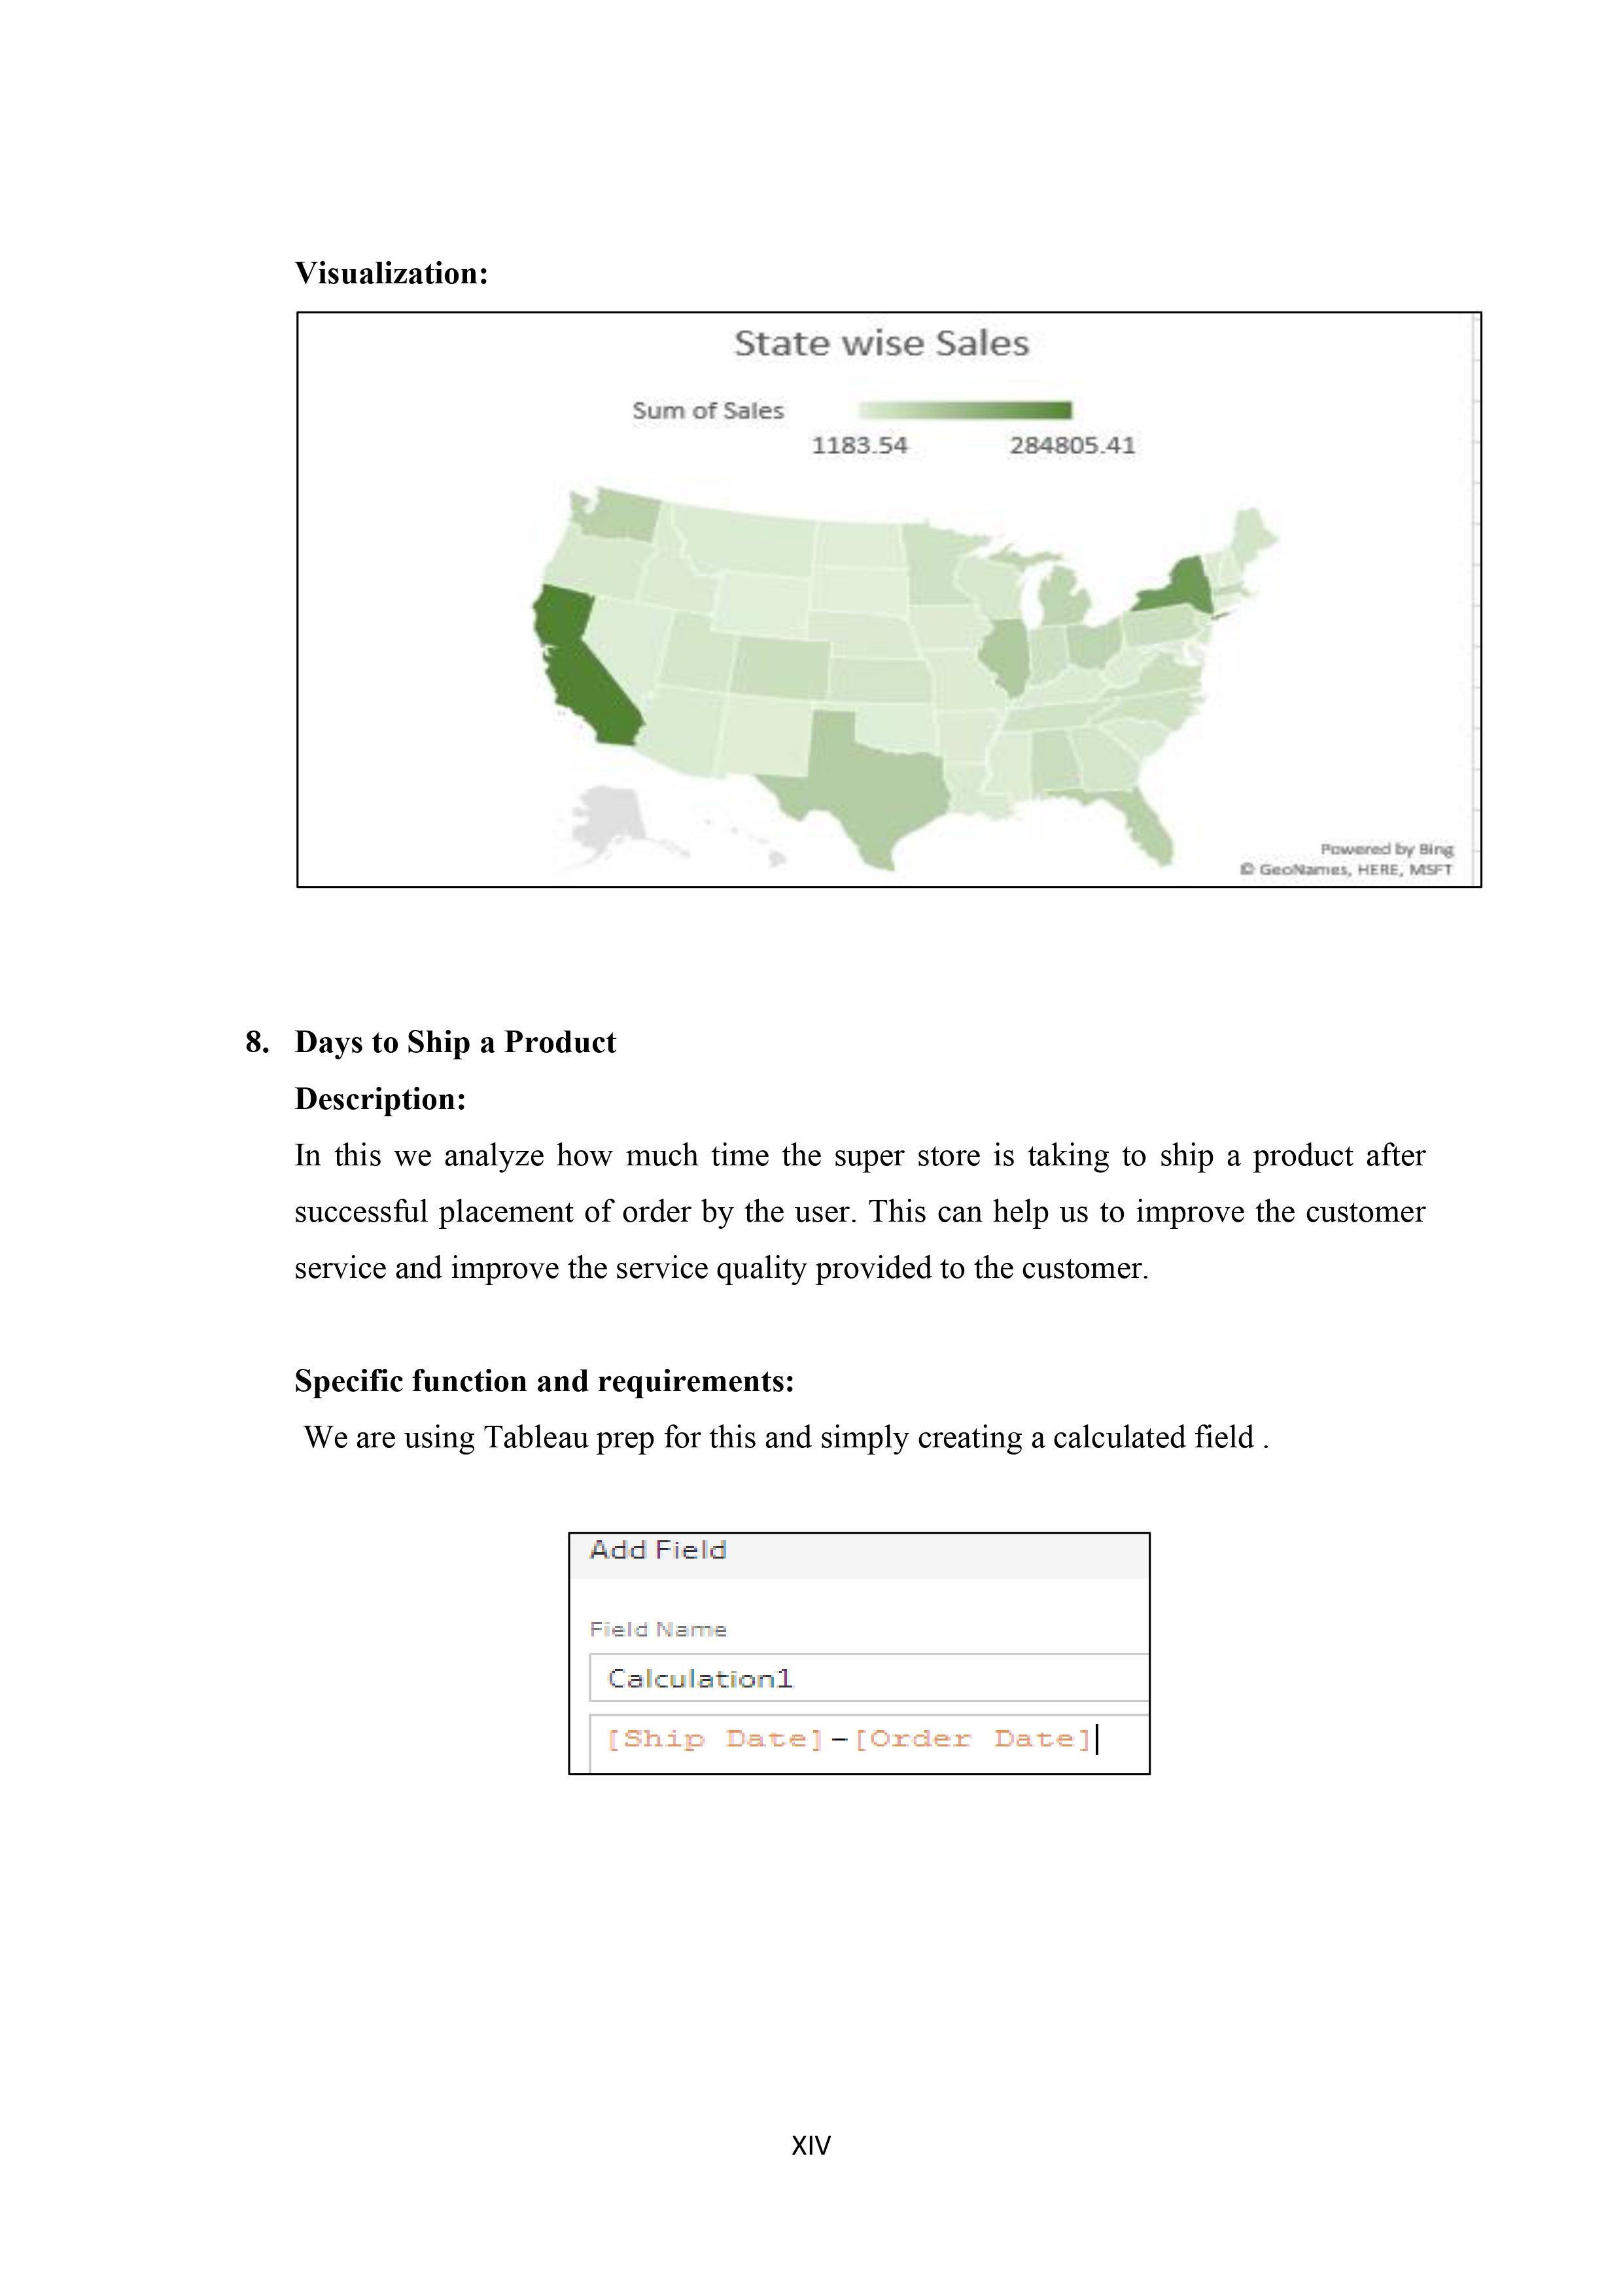 Visualization:
State wise Sales
Sum of Sales
1183.54 284805.41
Powered by Bing
© GeoNames, HERE, MSFT
8. Days to Ship a Product
Description:
In this we analyze how much time the super store is taking to ship a product after
successful placement of order by the user. This can help us to improve the customer
service and improve the service quality provided to the customer.
Specific function and requirements:
We are using Tableau prep for this and simply creating a calculated field .
Add Field
Field Name
Calculation1
[Ship Date]-[Order Date]
XIV